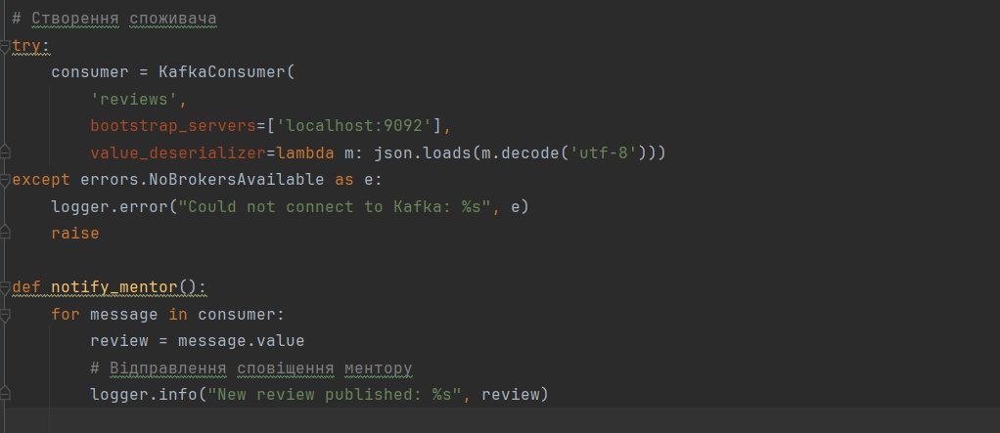 # Створення споживача
try:
    consumer = KafkaConsumer(
        'reviews',
        bootstrap_servers=['localhost:9092'],
        value_deserializer=lambda m: json.loads(m.decode('utf-8')))
except errors.NoBrokersAvailable as e:
    logger.error("Could not connect to Kafka: %s", e)
    raise
def notify_mentor():
    for message in consumer:
        review = message.value
        # Відправлення сповіщення ментору
        logger.info("New review published: %s", review)